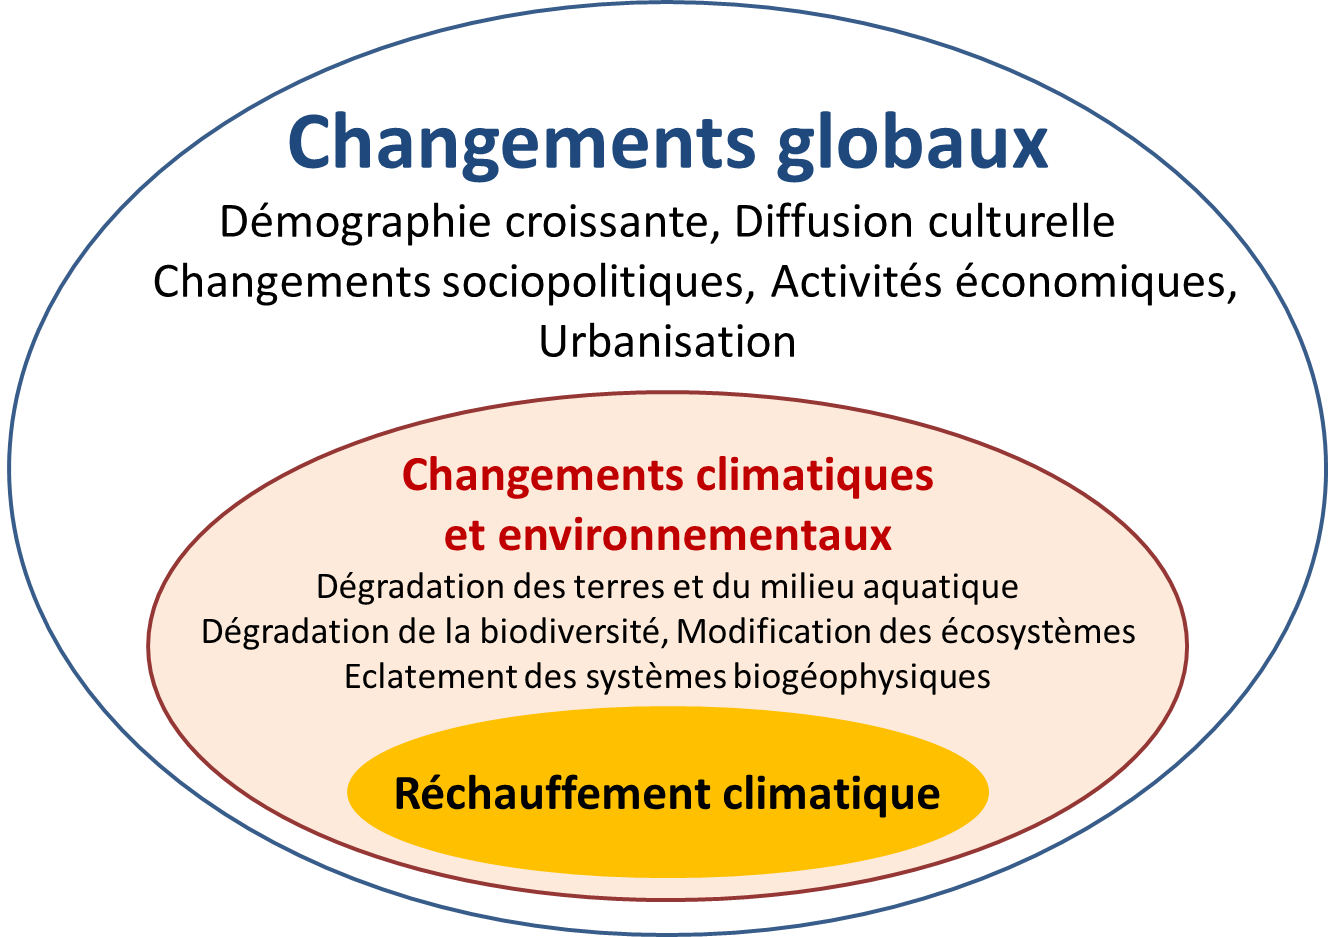 Changements globaux
Démographie croissante, Diffusion culturelle
Changements sociopolitiques, Activités économiques,
Urbanisation
Changements climatiques
et environnementaux
Dégradation des terres et du milieu aquatique
Dégradation de la biodiversité, Modification des écosystèmes
Eclatement des systèmes biogéophysiques
Réchauffement climatique